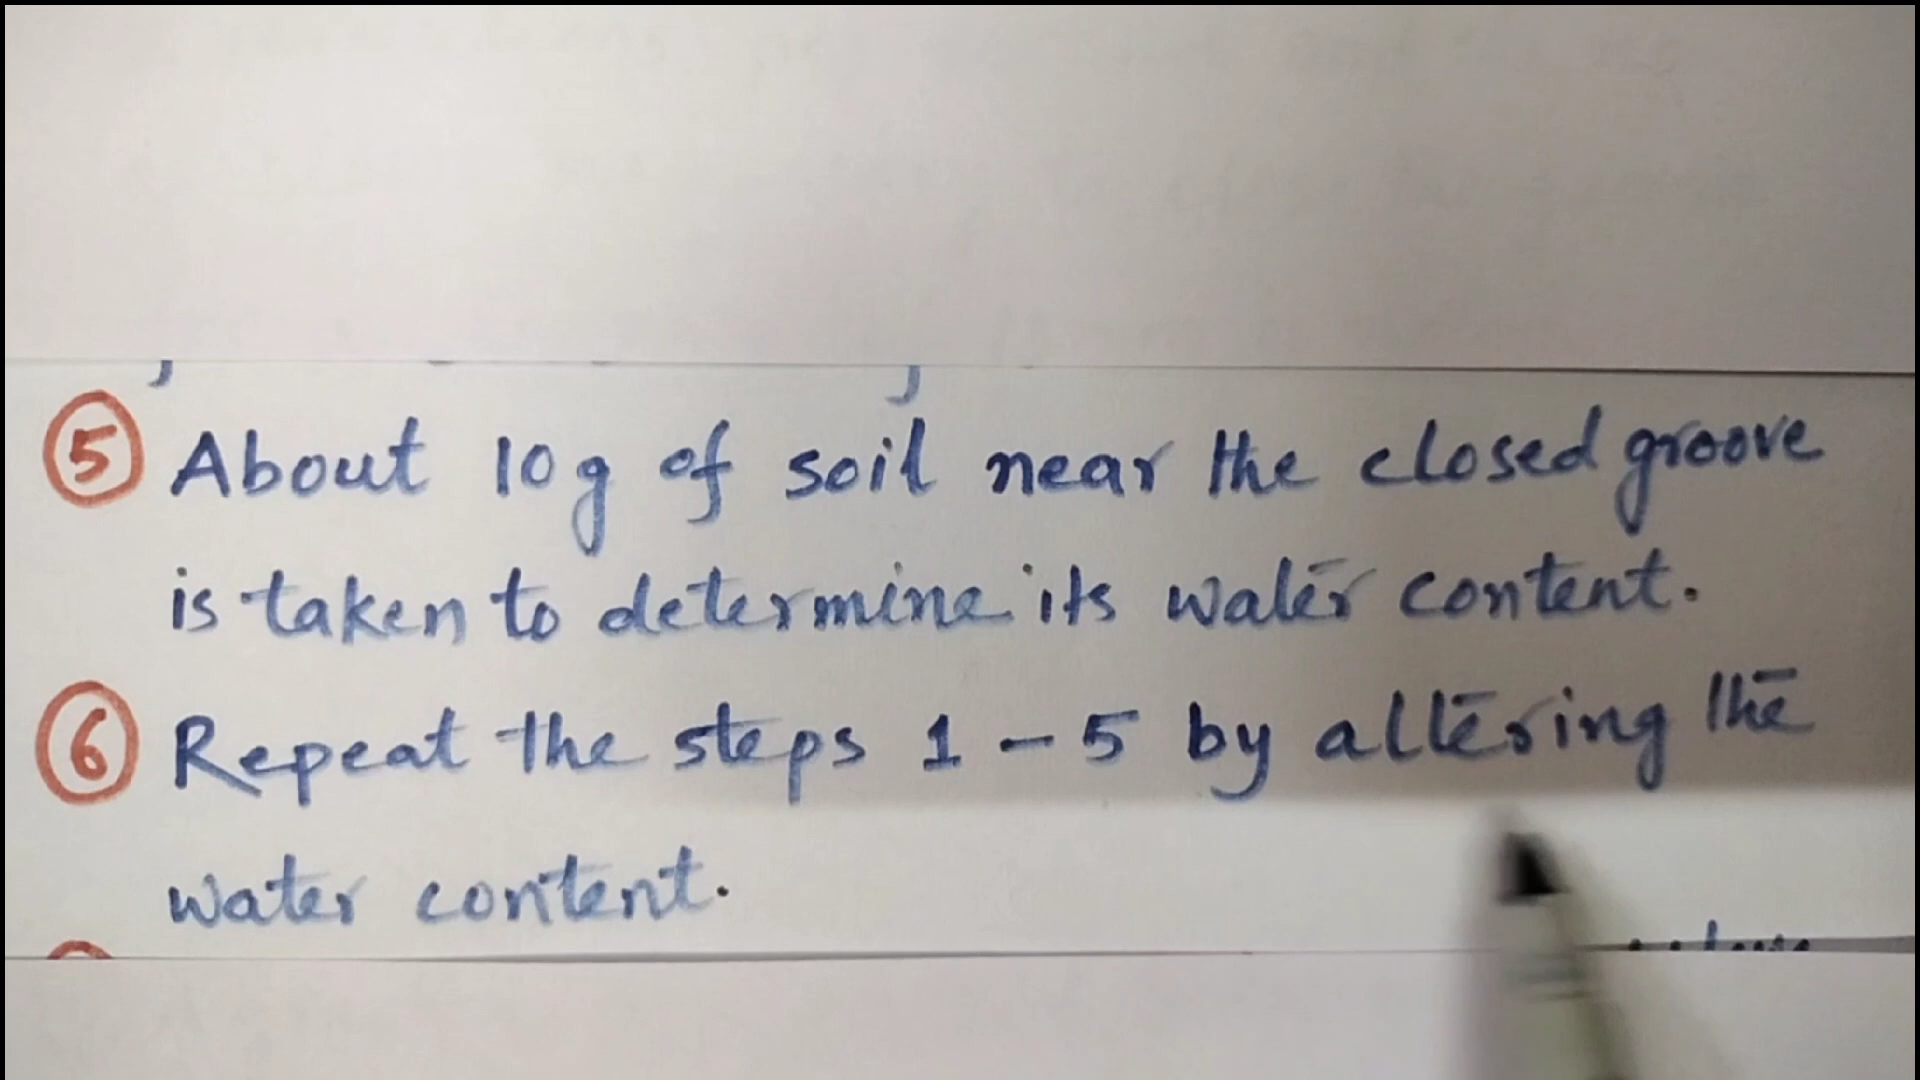 5 About 10g of soil near the closed groove
is taken to determine its water content.
6 Repeat the steps 1 - 5 by altering the
water content.